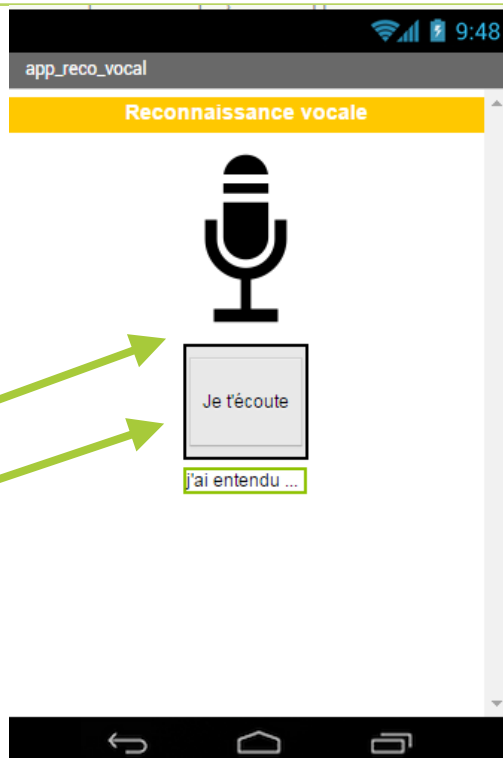 9:48
app_reco_vocal
Reconnaissance vocale
Je t'écoute
j'ai entendu ...